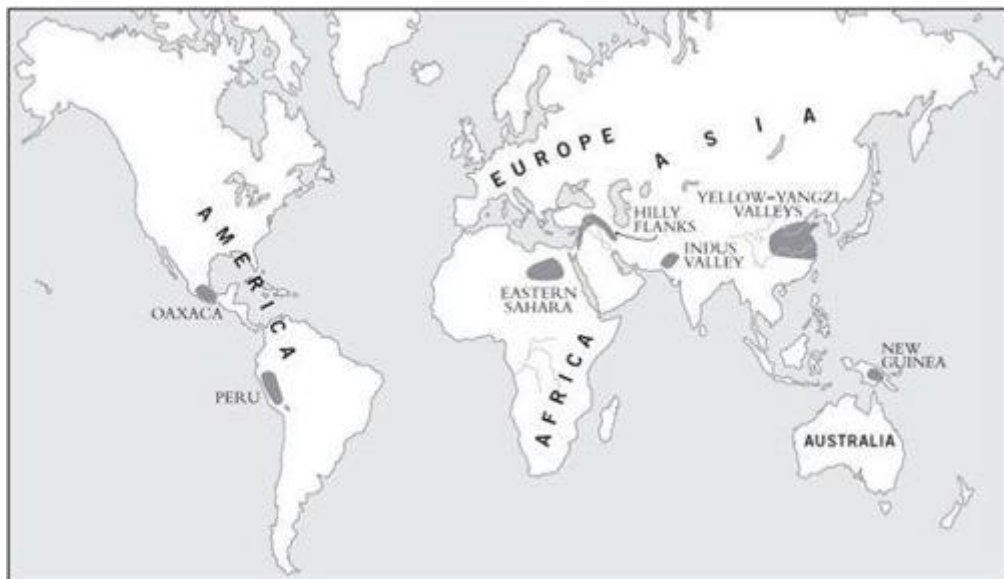 EUROPE
ASIA
YELLOW-YANGZI
VALLEYS
HILLY
FLANKS
INDUS
VALLEY
AMERICA
OAXACA
EASTERN
SAHARA
AFRICA
NEW
GUINEA
PERU
AUSTRALIA